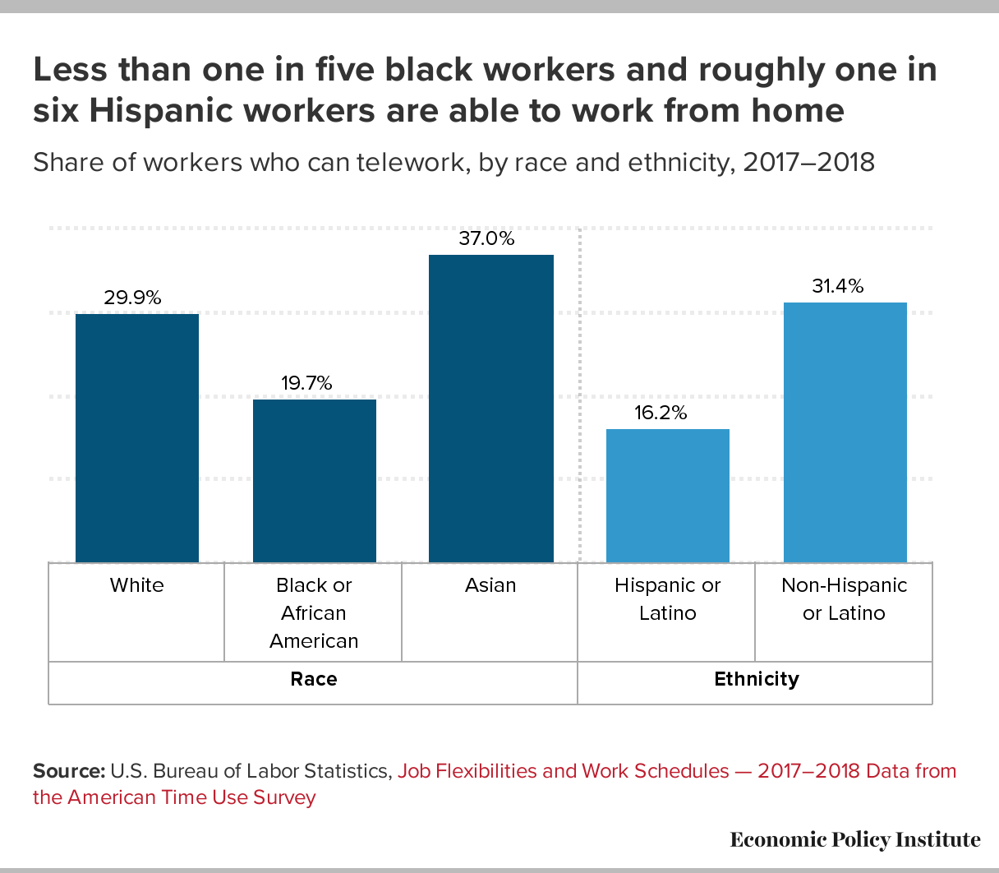 Less than one in five black workers and roughly one in
six Hispanic workers are able to work from home
Share of workers who can telework, by race and ethnicity, 2017–2018
29.9%
19.7%
37.0%
16.2%
31.4%
White
Black or
African
American
Asian
Hispanic or
Latino
Non-Hispanic
or Latino
Race
Ethnicity
Source: U.S. Bureau of Labor Statistics, Job Flexibilities and Work Schedules — 2017–2018 Data from
the American Time Use Survey
Economic Policy Institute